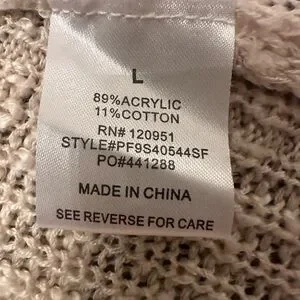 L
89%ACRYLIC
11%COTTON
RN# 120951
STYLE#PF9S40544SF
PO#441288
MADE IN CHINA
SEE REVERSE FOR CARE